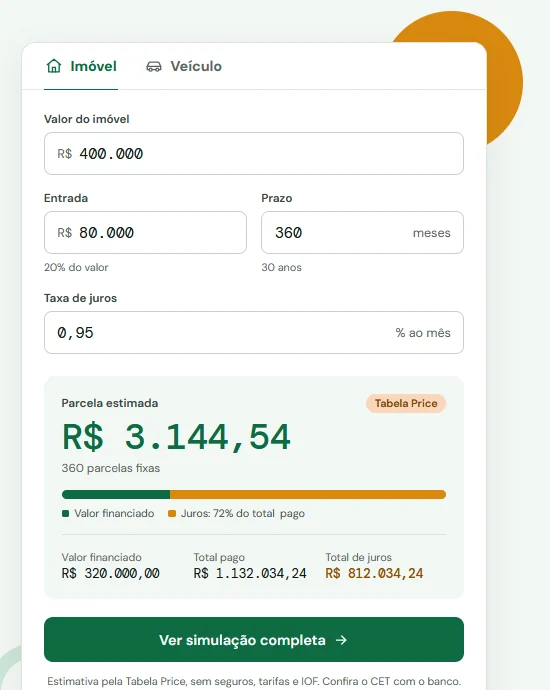 Imóvel Veículo
Valor do imóvel
R$ 400.000
Entrada Prazo
R$ 80.000 360 meses
20% do valor 30 anos
Taxa de juros
0,95 % ao mês
Parcela estimada Tabela Price
R$ 3.144,54
360 parcelas fixas
Valor financiado Juros: 72% do total pago
Valor financiado Total pago Total de juros
R$ 320.000,00 R$ 1.132.034,24 R$ 812.034,24
Ver simulação completa →
Estimativa pela Tabela Price, sem seguros, tarifas e IOF. Confira o CET com o banco.